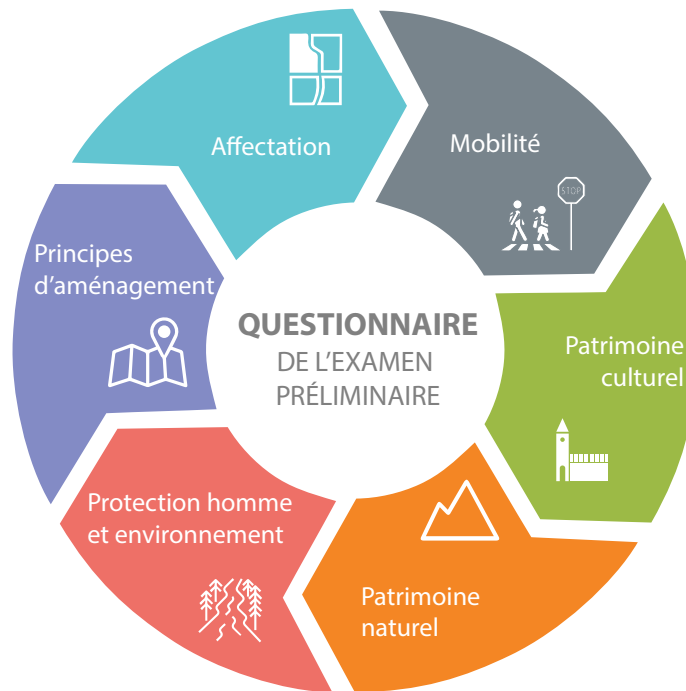 Affectation
Mobilité
STOP
Principes
d’aménagement
QUESTIONNAIRE
DE L’EXAMEN
PRÉLIMINAIRE
Patrimoine
culturel
Protection homme
et environnement
Patrimoine
naturel